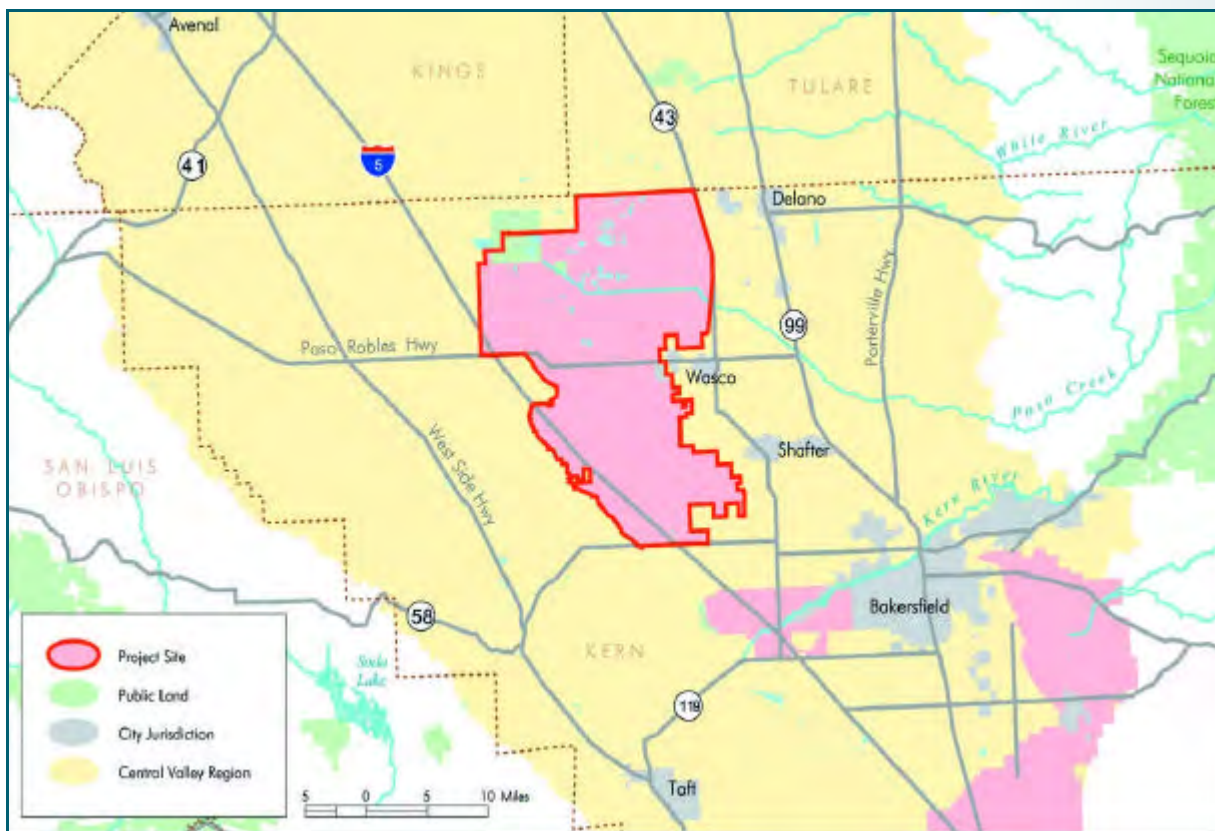 Avenal
KINGS
TULARE
Sequoia
National
Forest
43
White River
41
5
Delano
Porterville Hwy
99
Paso Robles Hwy
Wasco
Poso Creek
West Side Hwy
Shafter
SAN LUIS
OBISPO
Kern River
Bakersfield
58
KERN
Project Site
Public Land
City Jurisdiction
Central Valley Region
Soda
Lake
119
Taft
5 0 5 10 Miles